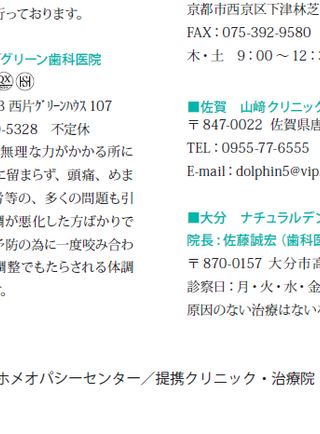 行っております。
グリーン歯科医院
3 西片グリーンハウス 107
-5328　不定休
無理な力がかかる所に
に留まらず、頭痛、めま
労等の、多くの問題も引
調が悪化した方ばかりで
予防の為に一度咬み合わ
調整でもたらされる体調
す。
京都市西京区下津林芝
FAX：075-392-9580
木・土　9：00 ～ 12：3
■佐賀　山﨑クリニック
〒847-0022 佐賀県唐
TEL：0955-77-6555
E-mail：dolphin5@vip.
■大分　ナチュラルデン
院長：佐藤誠宏（歯科医
〒870-0157 大分市高
診察日：月・火・水・金
原因のない治療はない
ホメオパシーセンター／提携クリニック・治療院